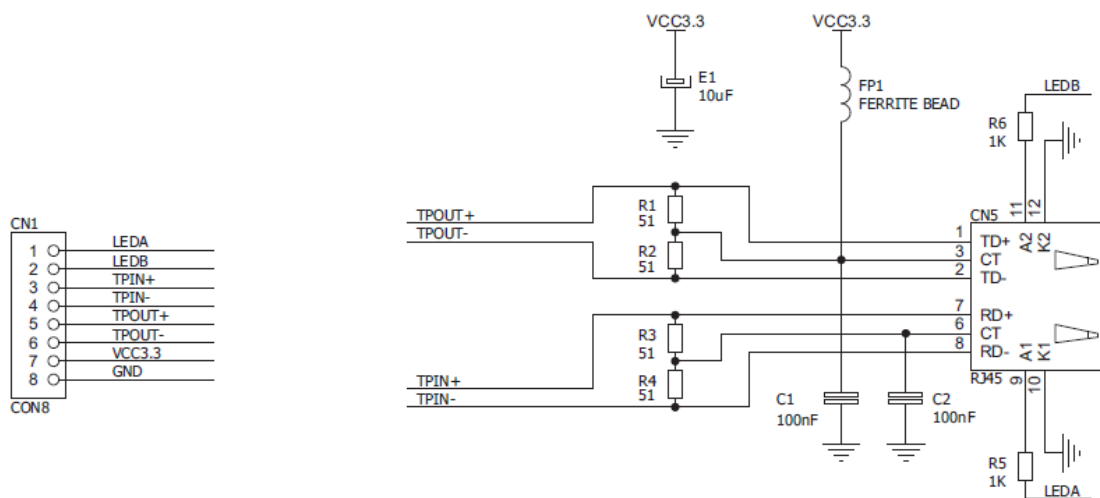 VCC3.3
VCC3.3
E1
10uF
FP1
FERRITE BEAD
LEDB
R6
1K
11
12
CN5
A2
K2
TPOUT+
TPOUT-
R1
51
R2
51
1
TD+
3
CT
2
TD-
CN1
1
LEDA
2
LEDB
3
TPIN+
4
TPIN-
5
TPOUT+
6
TPOUT-
7
VCC3.3
8
GND
CON8
7
RD+
6
CT
8
RD-
A1
K1
RJ45
9
10
R3
51
R4
51
TPIN+
TPIN-
C1
100nF
C2
100nF
R5
1K
LEDA